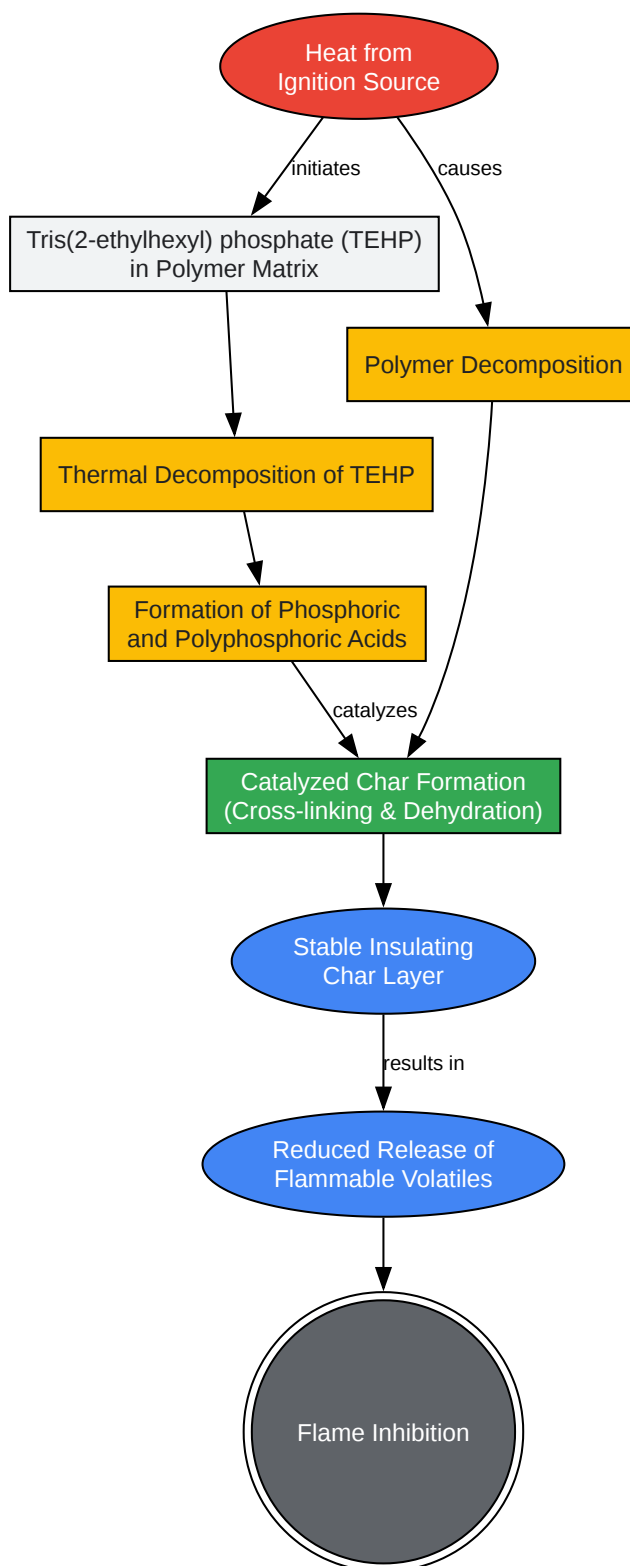 Heat from
Ignition Source
initiates
causes
Tris(2-ethylhexyl) phosphate (TEHP)
in Polymer Matrix
Polymer Decomposition
Thermal Decomposition of TEHP
Formation of Phosphoric
and Polyphosphoric Acids
catalyzes
Catalyzed Char Formation
(Cross-linking & Dehydration)
Stable Insulating
Char Layer
results in
Reduced Release of
Flammable Volatiles
Flame Inhibition